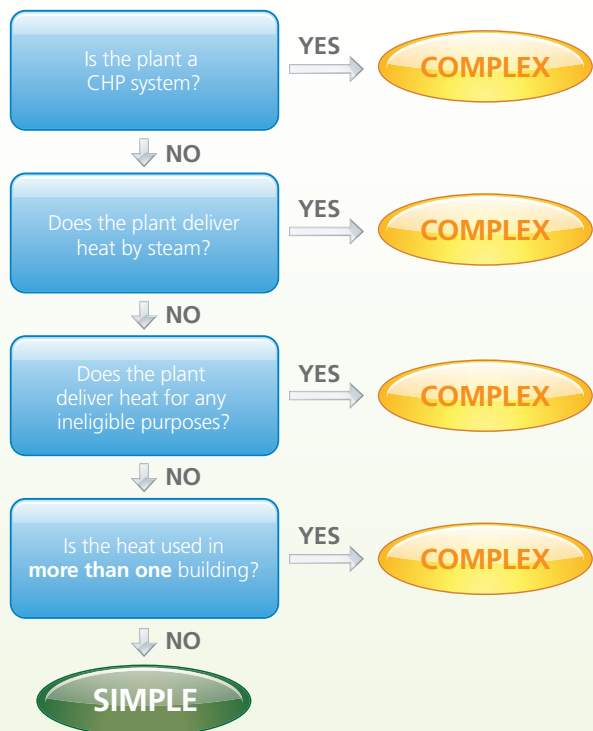 Is the plant a
CHP system?
YES
COMPLEX
NO
Does the plant deliver
heat by steam?
YES
COMPLEX
NO
Does the plant
deliver heat for any
ineligible purposes?
YES
COMPLEX
NO
Is the heat used in
more than one building?
YES
COMPLEX
NO
SIMPLE